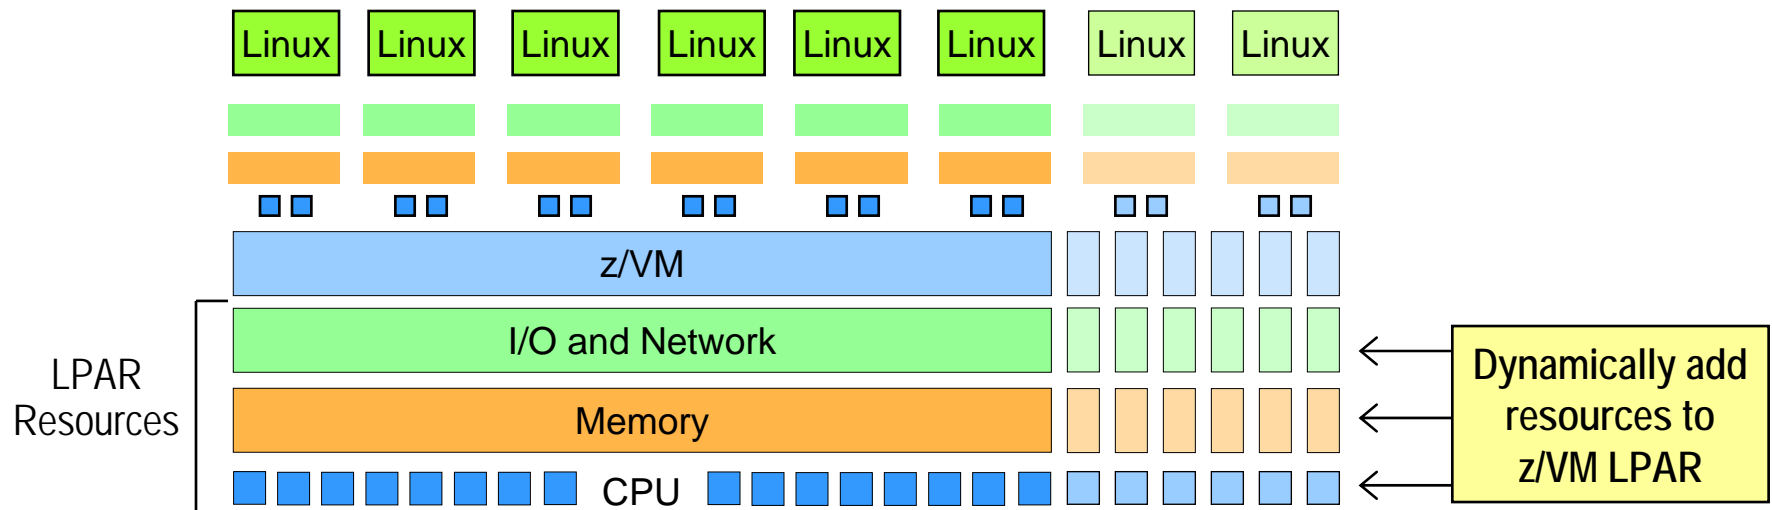 Linux Linux Linux Linux Linux Linux Linux Linux
z/VM
I/O and Network
LPAR
Resources
Memory
CPU
Dynamically add
resources to
z/VM LPAR